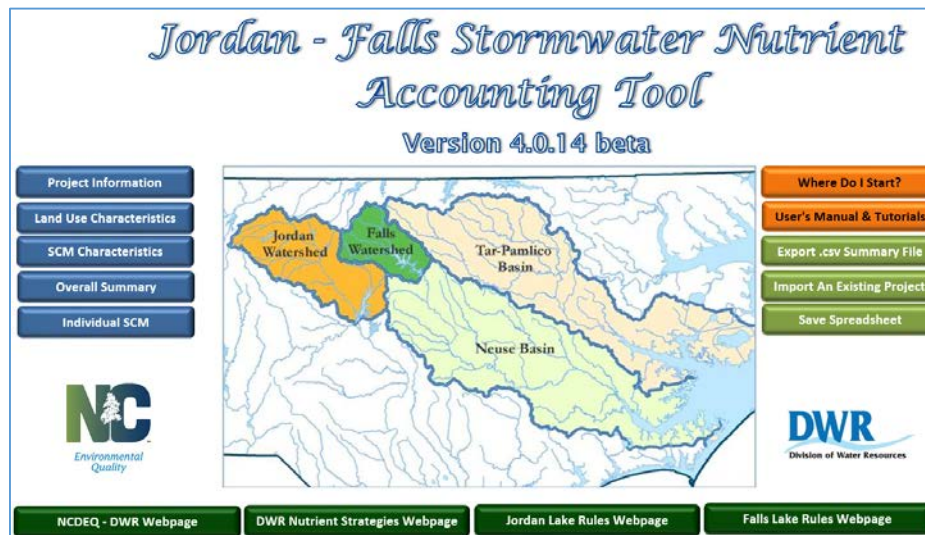 Jordan - Falls Stormwater Nutrient
Accounting Tool
Version 4.0.14 beta
Project Information
Land Use Characteristics
SCM Characteristics
Overall Summary
Individual SCM
Jordan
Watershed
Falls
Watershed
Tar-Pamlico
Basin
Neuse Basin
Where Do I Start?
User's Manual & Tutorials
Export .csv Summary File
Import An Existing Project
Save Spreadsheet
NC
Environmental
Quality
DWR
Division of Water Resources
NCDEQ - DWR Webpage
DWR Nutrient Strategies Webpage
Jordan Lake Rules Webpage
Falls Lake Rules Webpage